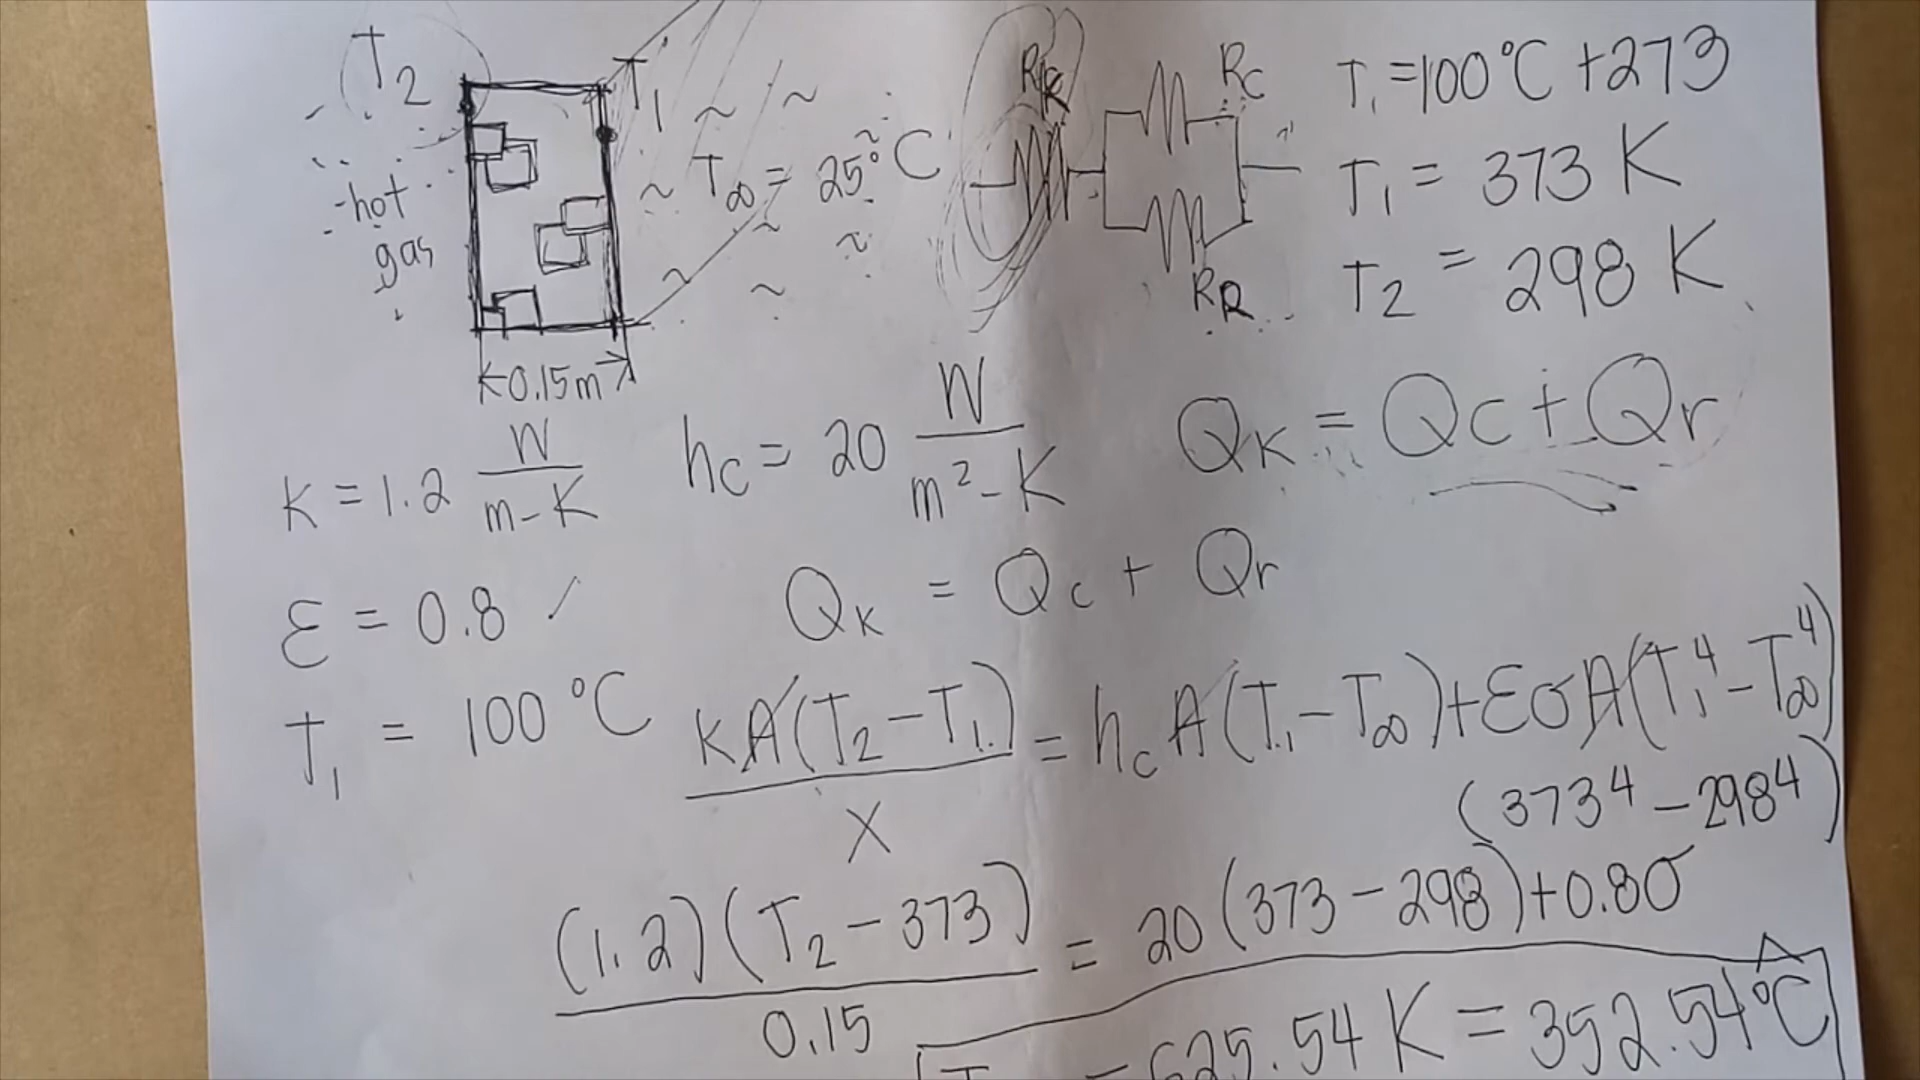 T2
T1
-hot
gas
T∞ = 25°C
<0.15m>
RK
RC
RR
T1 = 100°C + 273
T1 = 373 K
T2 = 298 K
K = 1.2 W/m-K
hc = 20 W/m²-K
QK = Qc + Qr
ε = 0.8
QK = Qc + Qr
T1 = 100 °C
KA(T2 - T1)/X = hc A(T1 - T∞) + εσA(T1⁴ - T∞⁴)
(373⁴ - 298⁴)
(1.2)(T2 - 373)/0.15 = 20(373 - 298) + 0.8σ
= 625.54 K = 352.54°C